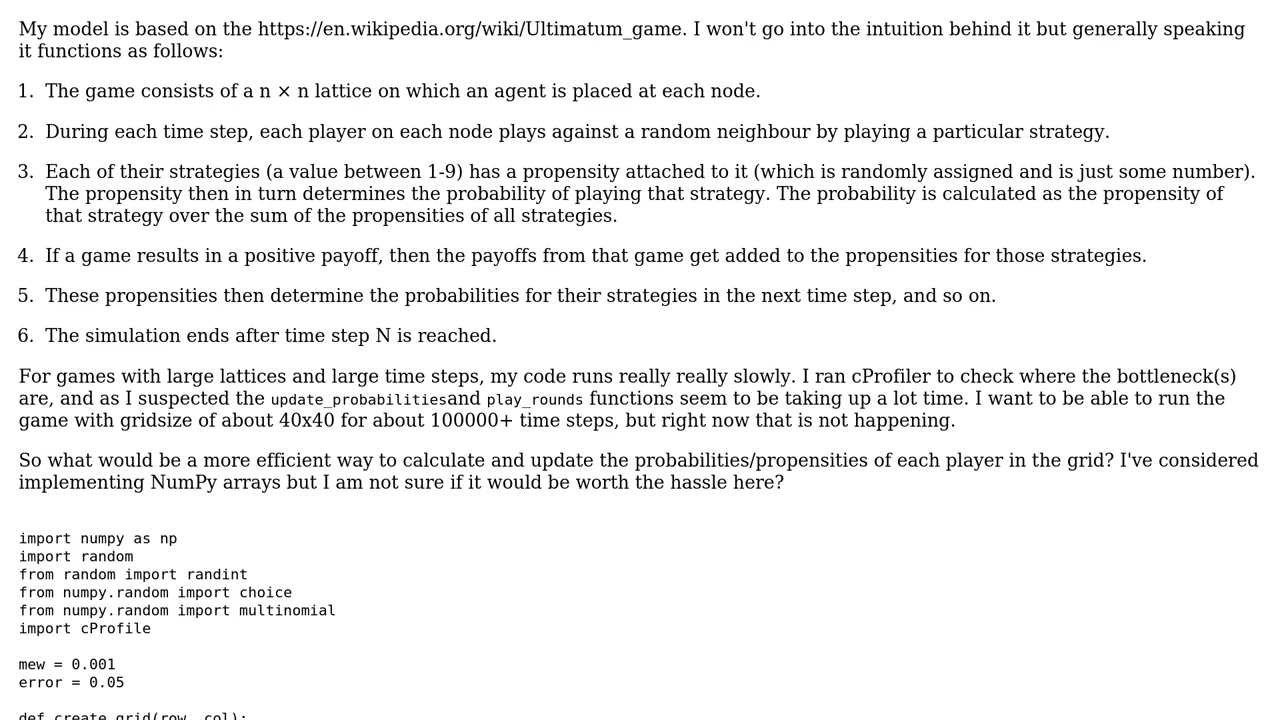 My model is based on the https://en.wikipedia.org/wiki/Ultimatum_game. I won't go into the intuition behind it but generally speaking
it functions as follows:
1. The game consists of a n × n lattice on which an agent is placed at each node.
2. During each time step, each player on each node plays against a random neighbour by playing a particular strategy.
3. Each of their strategies (a value between 1-9) has a propensity attached to it (which is randomly assigned and is just some number).
The propensity then in turn determines the probability of playing that strategy. The probability is calculated as the propensity of
that strategy over the sum of the propensities of all strategies.
4. If a game results in a positive payoff, then the payoffs from that game get added to the propensities for those strategies.
5. These propensities then determine the probabilities for their strategies in the next time step, and so on.
6. The simulation ends after time step N is reached.
For games with large lattices and large time steps, my code runs really really slowly. I ran cProfiler to check where the bottleneck(s)
are, and as I suspected the update_probabilitiesand play_rounds functions seem to be taking up a lot time. I want to be able to run the
game with gridsize of about 40x40 for about 100000+ time steps, but right now that is not happening.
So what would be a more efficient way to calculate and update the probabilities/propensities of each player in the grid? I've considered
implementing NumPy arrays but I am not sure if it would be worth the hassle here?
import numpy as np
import random
from random import randint
from numpy.random import choice
from numpy.random import multinomial
import cProfile
mew = 0.001
error = 0.05
def create_grid(row, col):